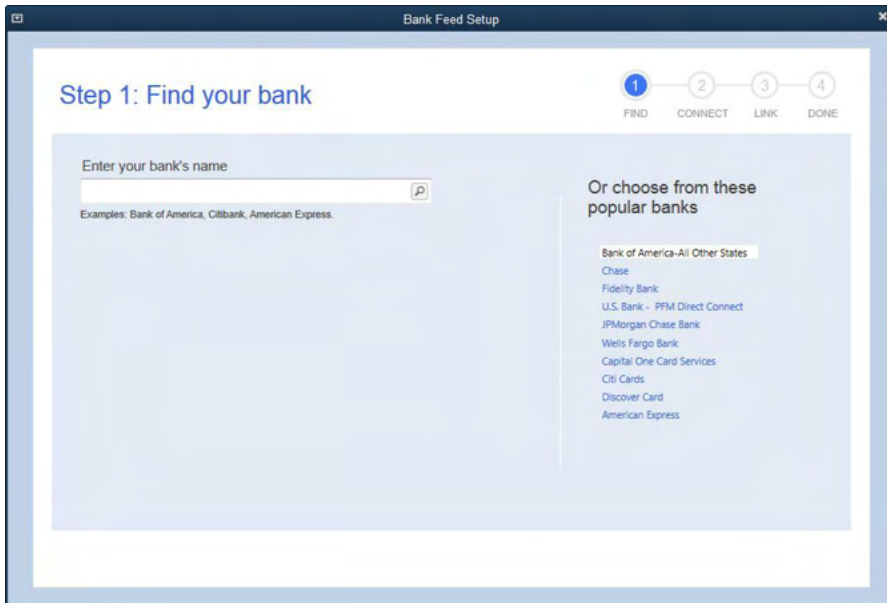 Bank Feed Setup
Step 1: Find your bank
1 2 3 4
FIND CONNECT LINK DONE
Enter your bank's name
Examples: Bank of America, Citibank, American Express.
Or choose from these
popular banks
Bank of America-All Other States
Chase
Fidelity Bank
U.S. Bank - PFM Direct Connect
JPMorgan Chase Bank
Wells Fargo Bank
Capital One Card Services
Citi Cards
Discover Card
American Express